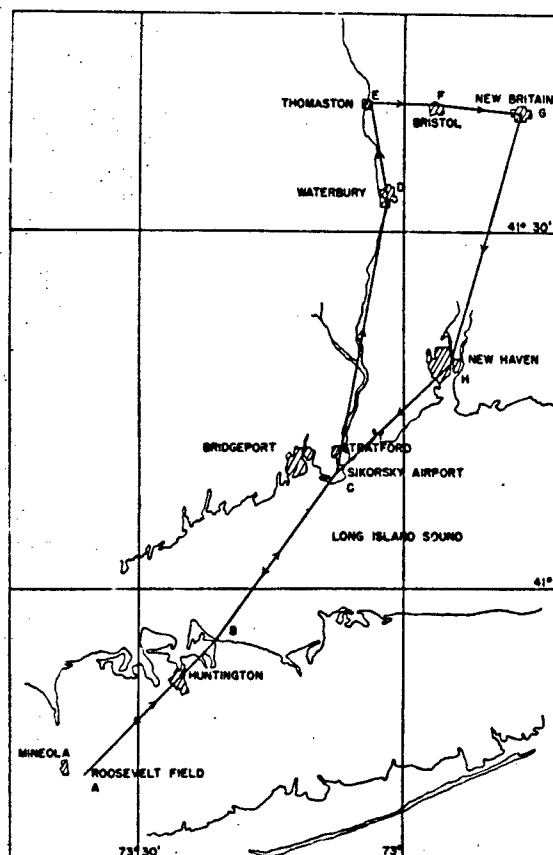 E
F
NEW BRITAIN
THOMASTON
G
BRISTOL
D
WATERBURY
41° 30'
NEW HAVEN
H
BRIDGEPORT
STRATFORD
SIKORSKY AIRPORT
C
LONG ISLAND SOUND
41°
B
HUNTINGTON
MINEOLA
ROOSEVELT FIELD
A
73° 30'
73°